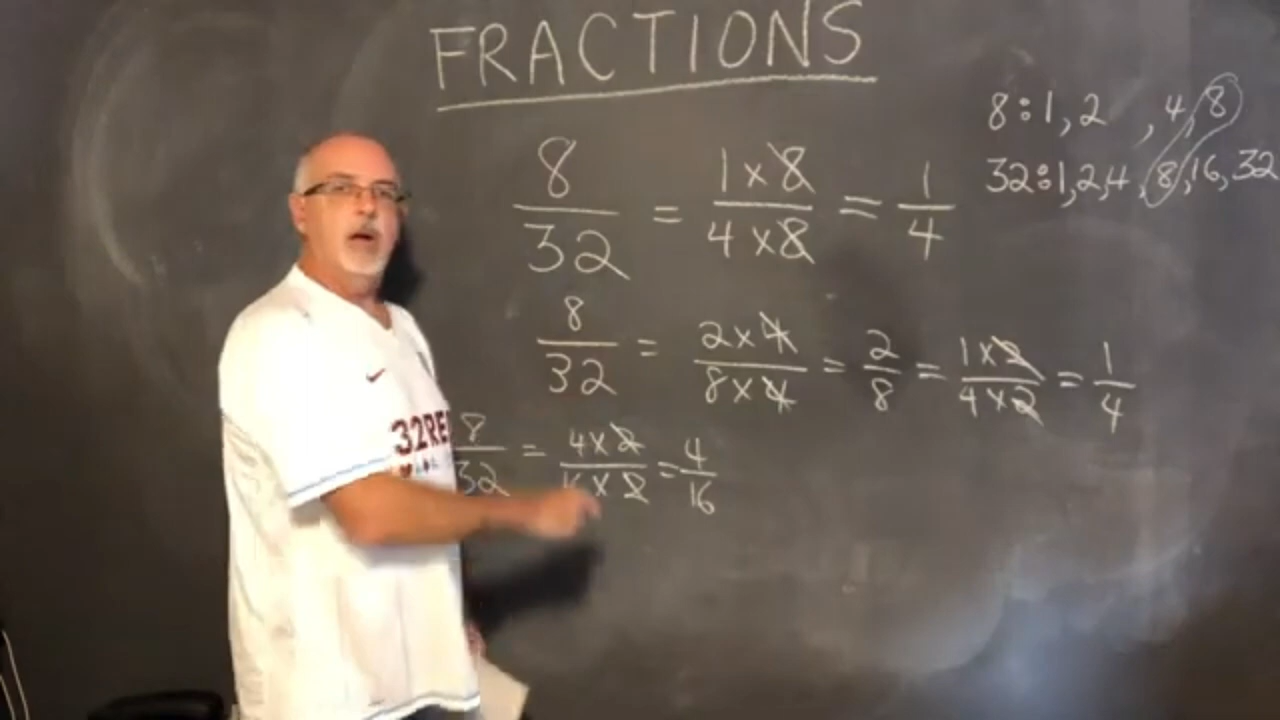 FRACTIONS
8 : 1, 2 , 4, 8
32 : 1, 2, 4, 8, 16, 32
8/32 = 1 x 8/4 x 8 = 1/4
8/32 = 2 x 4/8 x 4 = 2/8 = 1 x 2/4 x 2 = 1/4
8/32 = 4 x 2/16 x 2 = 4/16
32RE